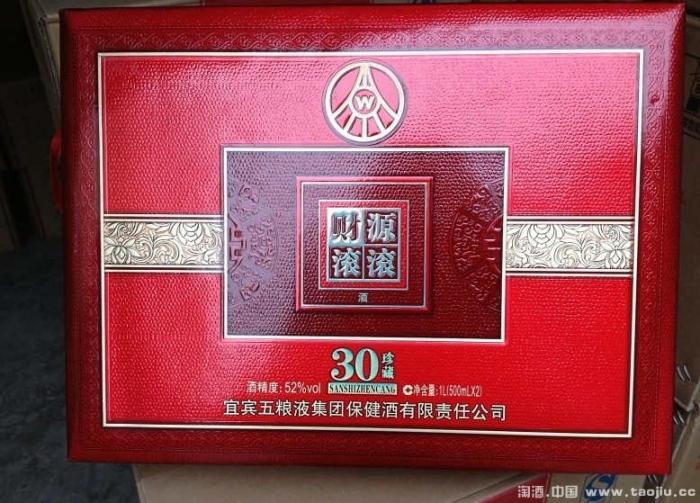 W
财源
滚滚
酒
30珍藏
SANSHIZHENCANG
酒精度:52%vol
净含量:1L(500mLX2)
宜宾五粮液集团保健酒有限责任公司
淘酒.中国 www.taojiu.cc